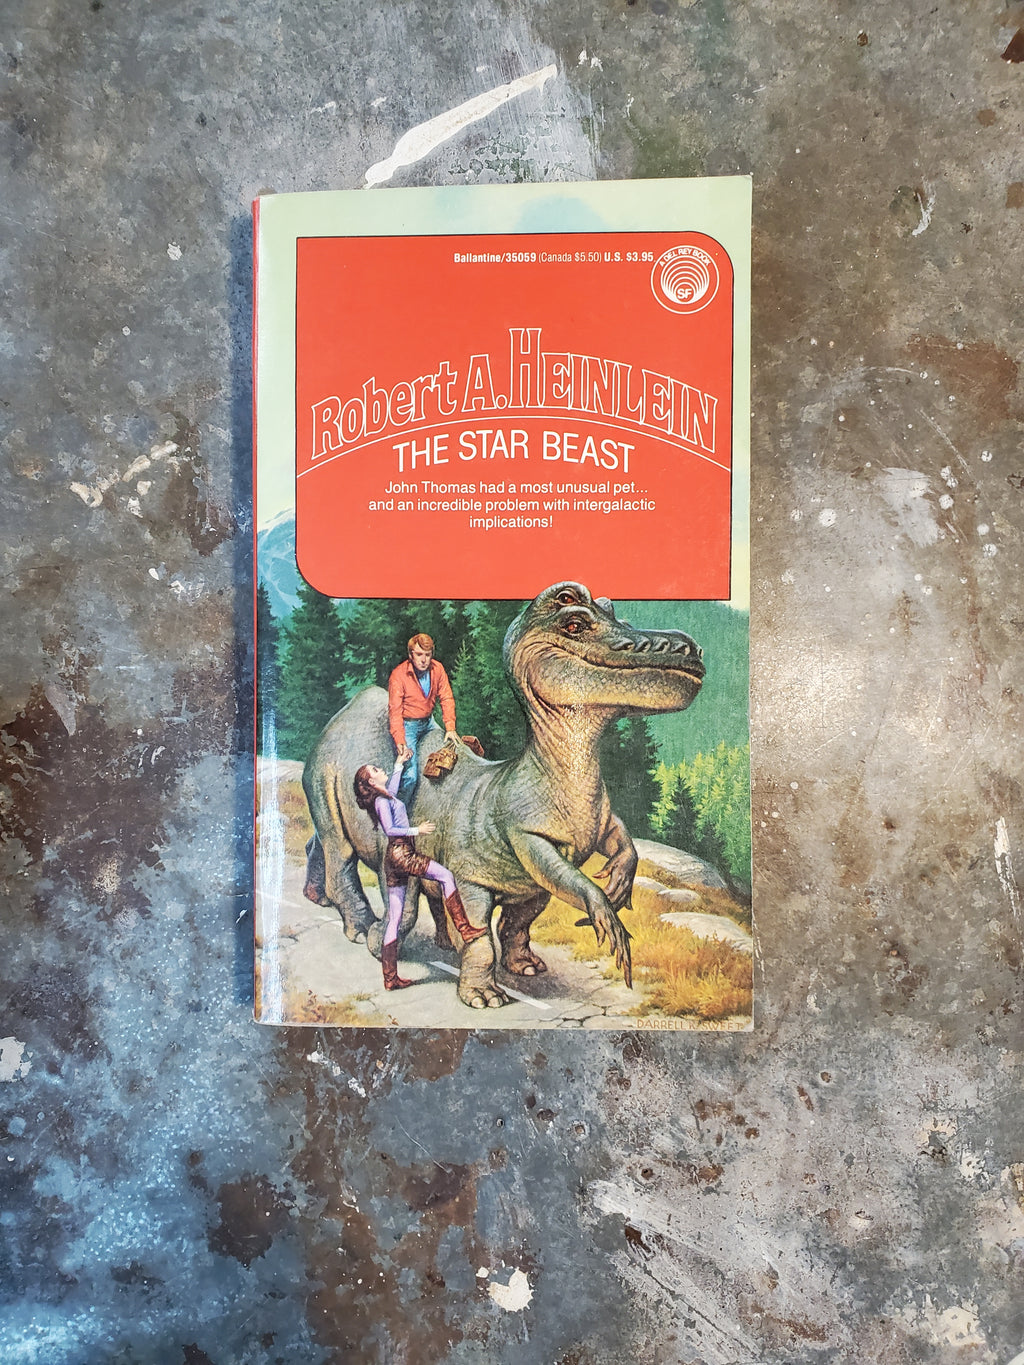 Ballantine/35059 (Canada $5.50) U.S. $3.95
A DEL REY BOOK
SF
Robert A. HEINLEIN
THE STAR BEAST
John Thomas had a most unusual pet...
and an incredible problem with intergalactic
implications!
DARRELL K. SWEET